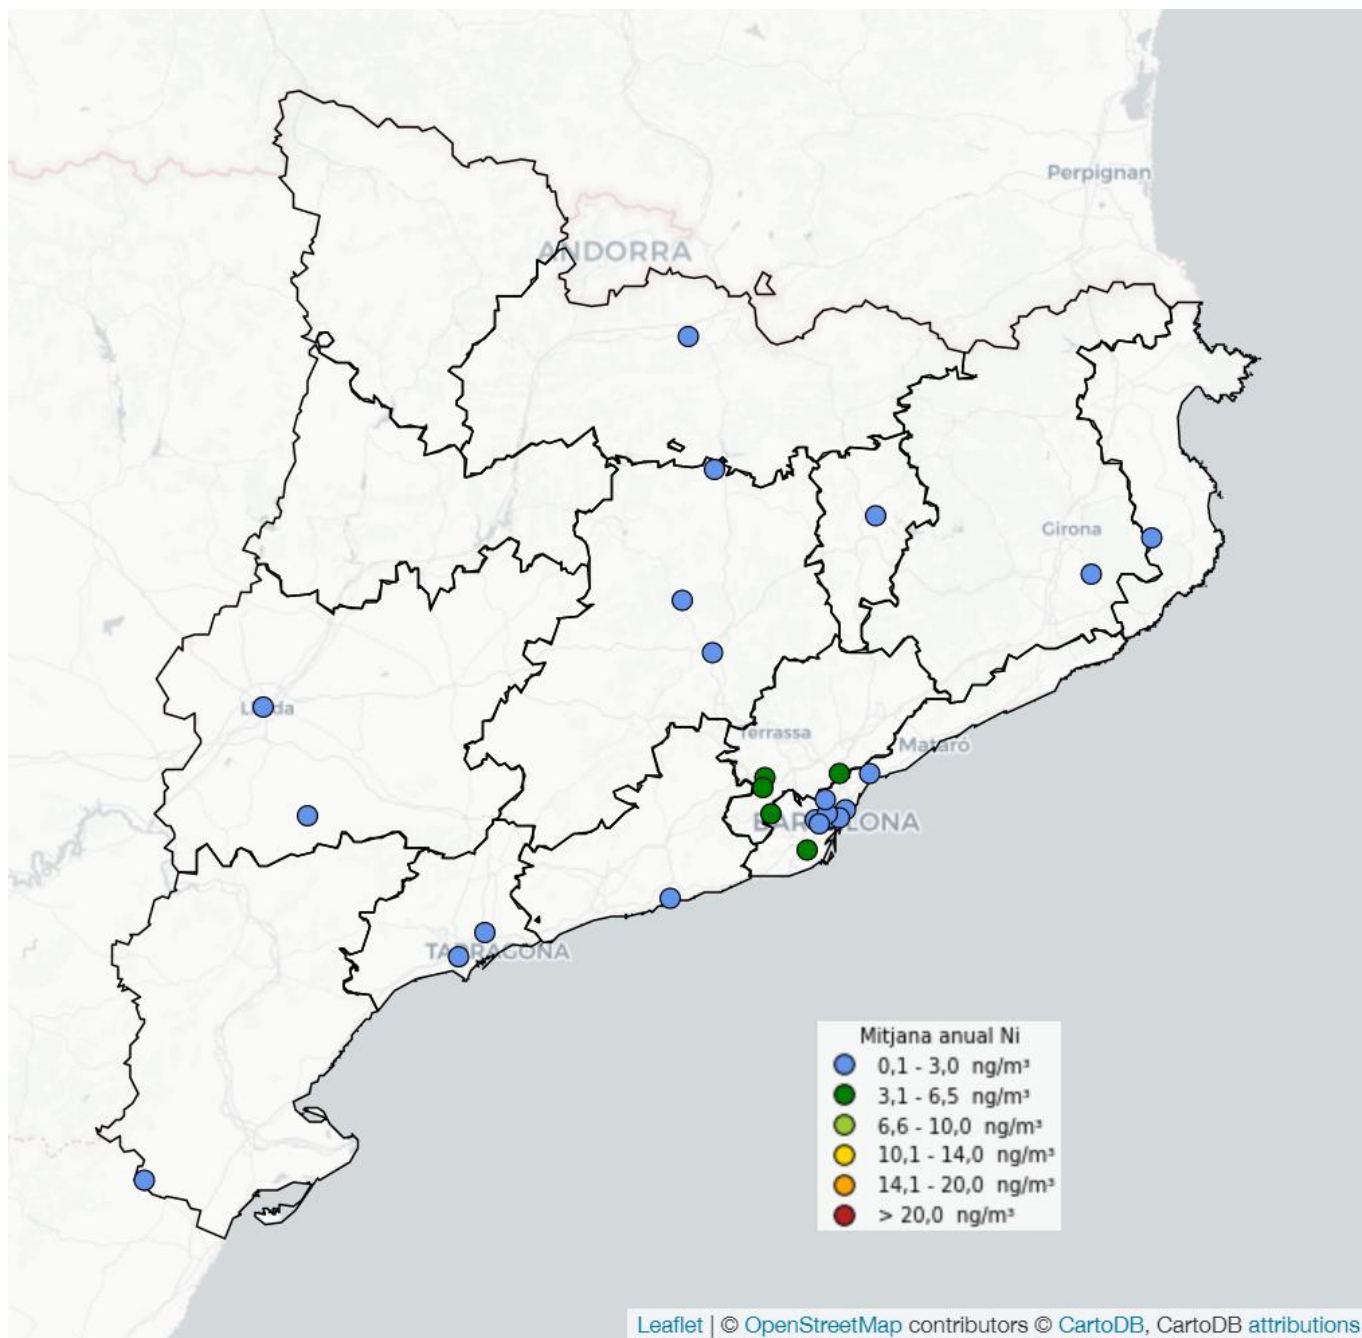 Perpignan
ANDORRA
Girona
Lleida
Terrassa
Mataró
BARCELONA
TARRAGONA
Mitjana anual Ni
0,1 - 3,0 ng/m³
3,1 - 6,5 ng/m³
6,6 - 10,0 ng/m³
10,1 - 14,0 ng/m³
14,1 - 20,0 ng/m³
> 20,0 ng/m³
Leaflet | © OpenStreetMap contributors © CartoDB, CartoDB attributions